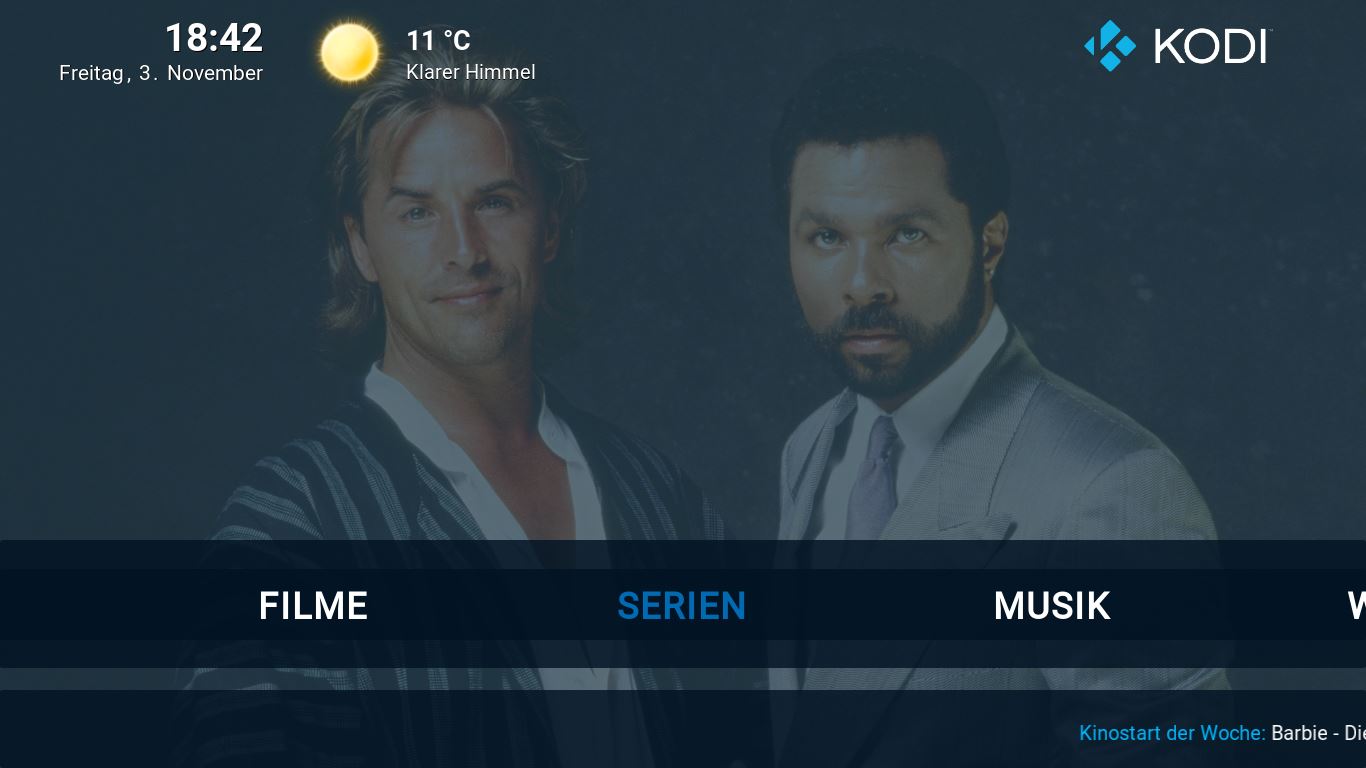 18:42
Freitag, 3. November
11 °C
Klarer Himmel
KODI
FILME
SERIEN
MUSIK
W
Kinostart der Woche: Barbie - Die